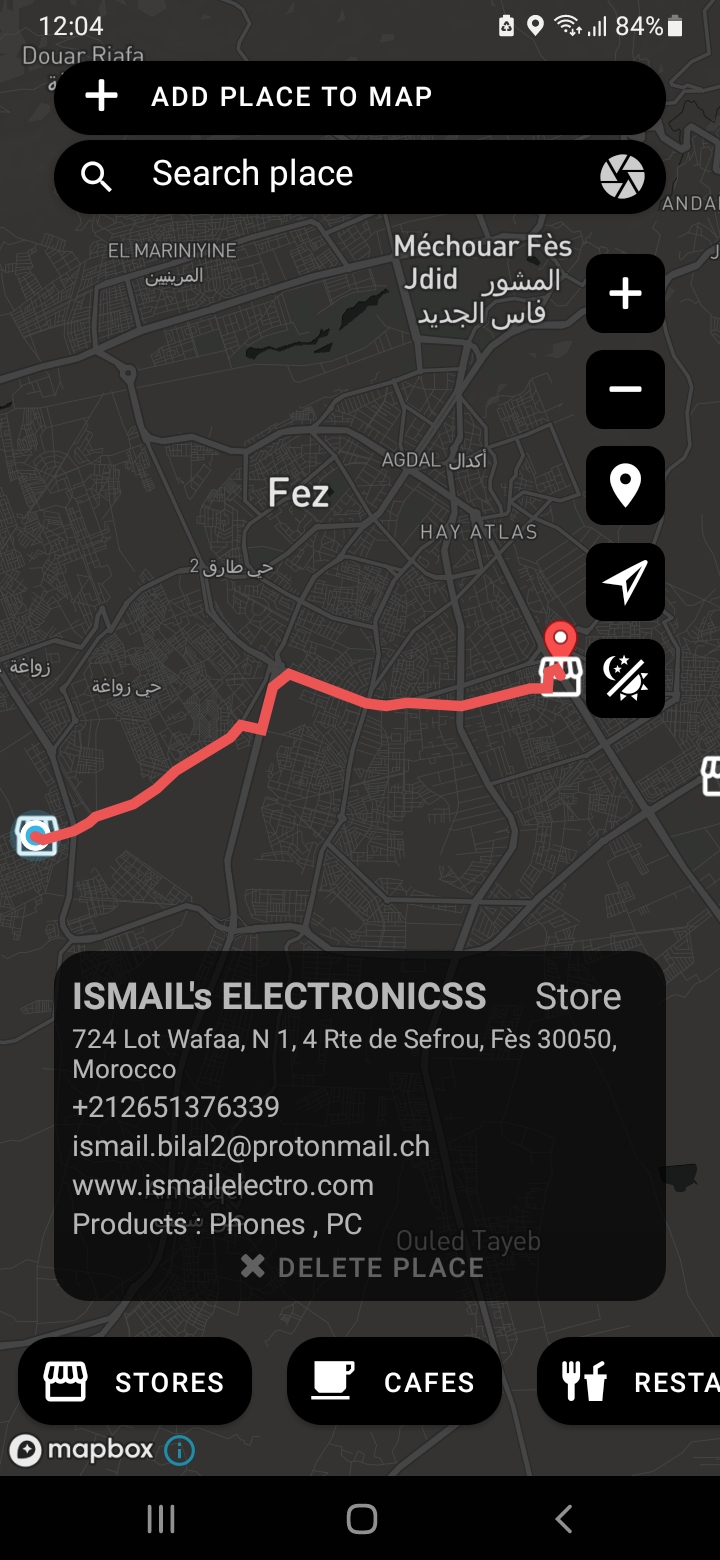 12:04
84%
Douar Riafa
ADD PLACE TO MAP
Search place
ANDA
EL MARINIYINE
المرينيين
Méchouar Fès
Jdid المشور
فاس الجديد
AGDAL أكدال
Fez
HAY ATLAS
حي طارق 2
زواغة
حي زواغة
ISMAIL's ELECTRONICSS Store
724 Lot Wafaa, N 1, 4 Rte de Sefrou, Fès 30050,
Morocco
+212651376339
ismail.bilal2@protonmail.ch
www.ismailelectro.com
Products : Phones , PC
Ouled Tayeb
DELETE PLACE
STORES
CAFES
RESTA
mapbox